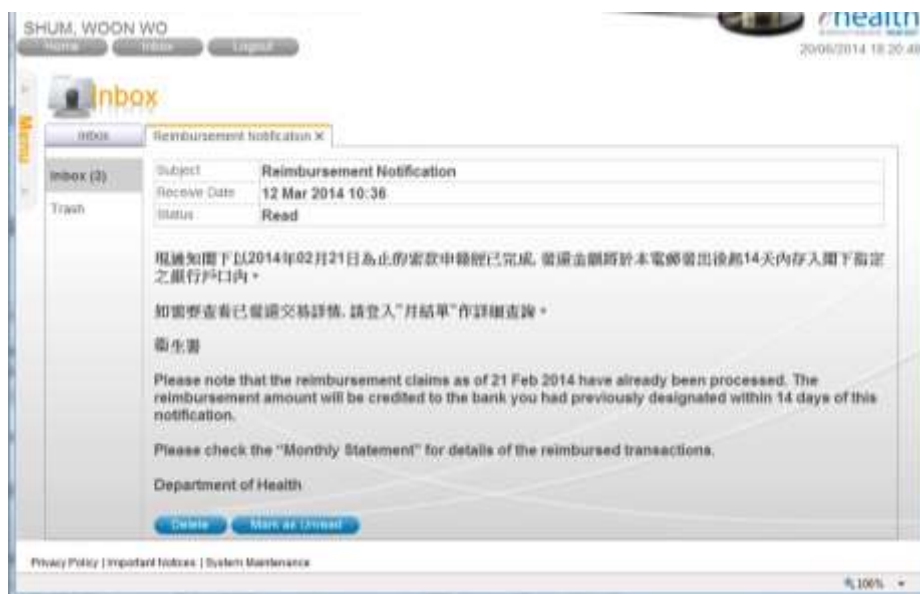 SHUM, WOON WO
Home Inbox Logout
eHealth
20/06/2014 18:20:48
Inbox
Menu
Inbox Reimbursement Notification X
Inbox (3)
Trash
Subject Reimbursement Notification
Receive Date 12 Mar 2014 10:36
Status Read
現通知閣下以2014年02月21日為止的索款申報經已完成, 發還金額將於本電郵發出後起14天內存入閣下指定
之銀行戶口內。
如需要查看已發還交易詳情, 請登入"月結單"作詳細查詢。
衞生署
Please note that the reimbursement claims as of 21 Feb 2014 have already been processed. The
reimbursement amount will be credited to the bank you had previously designated within 14 days of this
notification.
Please check the "Monthly Statement" for details of the reimbursed transactions.
Department of Health
Delete Mark as Unread
Privacy Policy | Important Notices | System Maintenance
100%